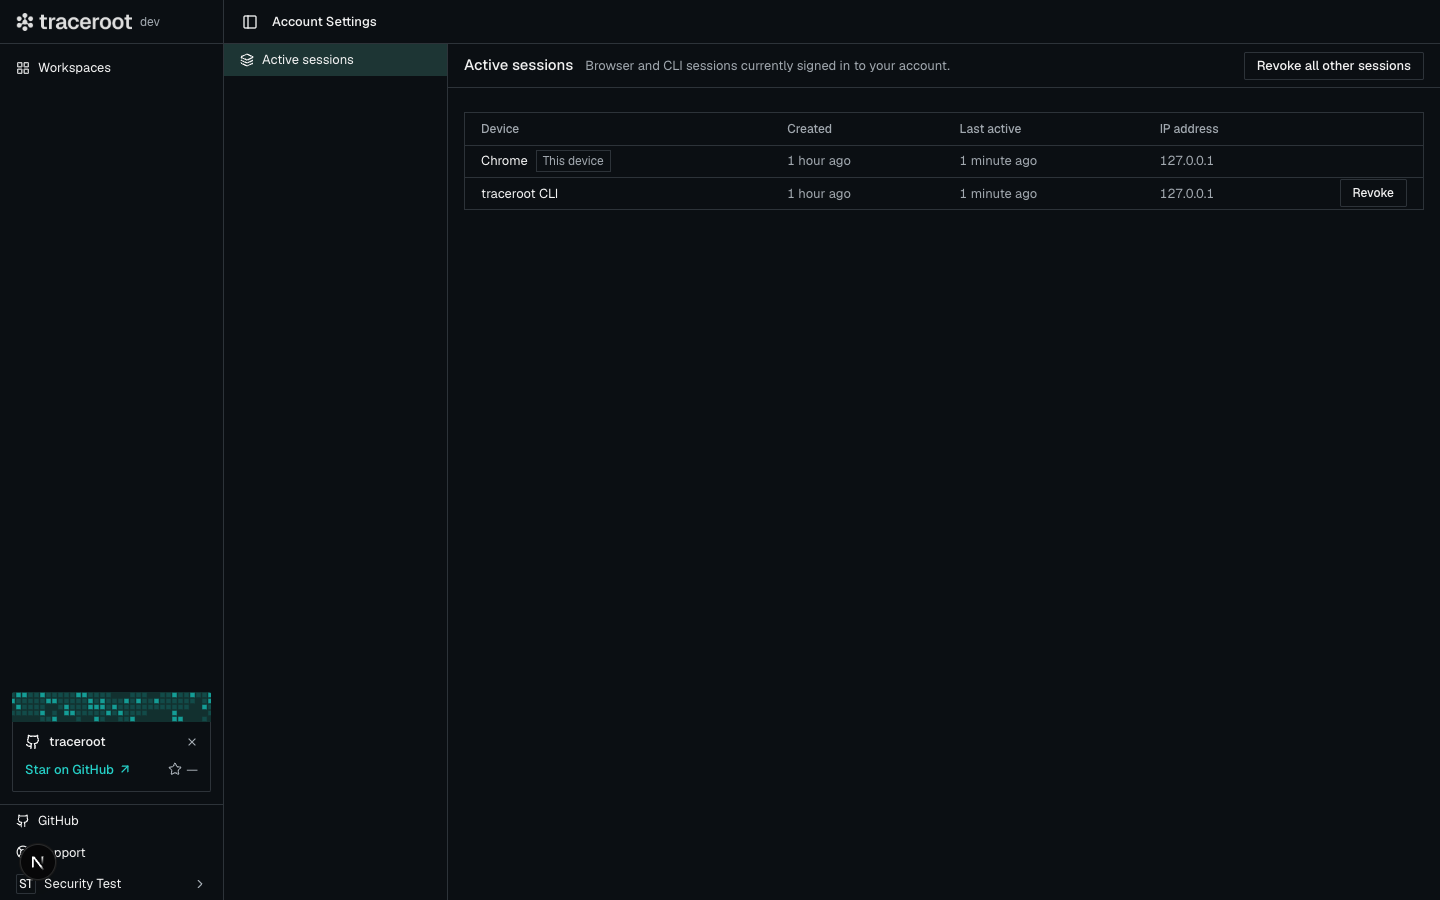 traceroot dev
Account Settings
Workspaces
Active sessions
Active sessions Browser and CLI sessions currently signed in to your account.
Revoke all other sessions
Device Created Last active IP address
Chrome This device 1 hour ago 1 minute ago 127.0.0.1
traceroot CLI 1 hour ago 1 minute ago 127.0.0.1 Revoke
traceroot
Star on GitHub
GitHub
pport
N
ST Security Test